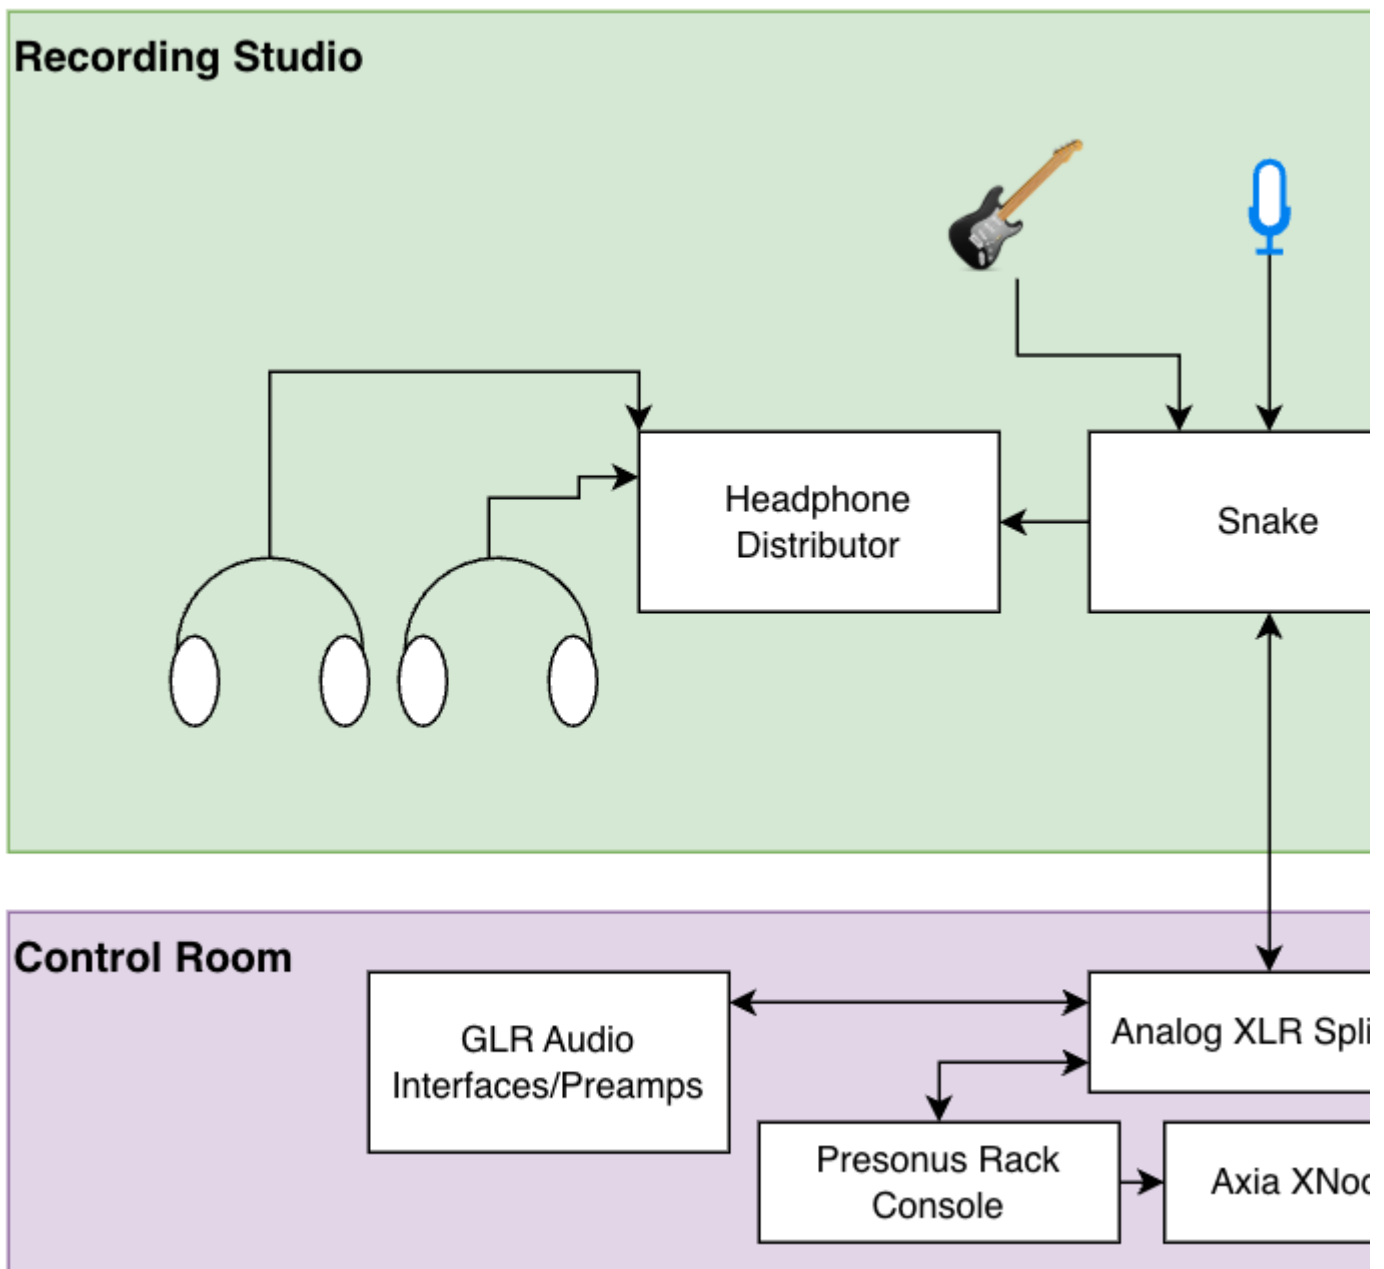 Recording Studio
Headphone
Distributor
Snake
Control Room
GLR Audio
Interfaces/Preamps
Analog XLR
Presonus Rack
Console
Axia